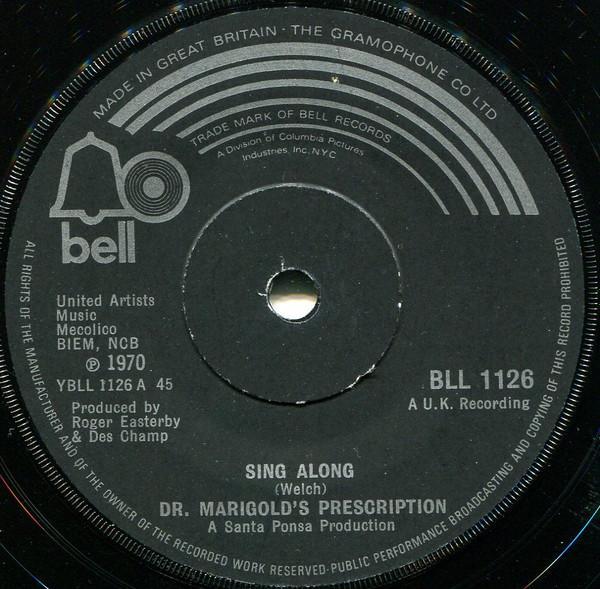 MADE IN GREAT BRITAIN · THE GRAMOPHONE CO LTD
TRADE MARK OF BELL RECORDS
A Division of Columbia Pictures
Industries, Inc. N.Y.C
bell
United Artists
Music
Mecolico
BIEM, NCB
℗ 1970
YBLL 1126 A 45
Produced by
Roger Easterby
& Des Champ
BLL 1126
A U.K. Recording
SING ALONG
(Welch)
DR. MARIGOLD'S PRESCRIPTION
A Santa Ponsa Production
ALL RIGHTS OF THE MANUFACTURER AND OF THE OWNER OF THE RECORDED WORK RESERVED·PUBLIC PERFORMANCE BROADCASTING AND COPYING OF THIS RECORD PROHIBITED